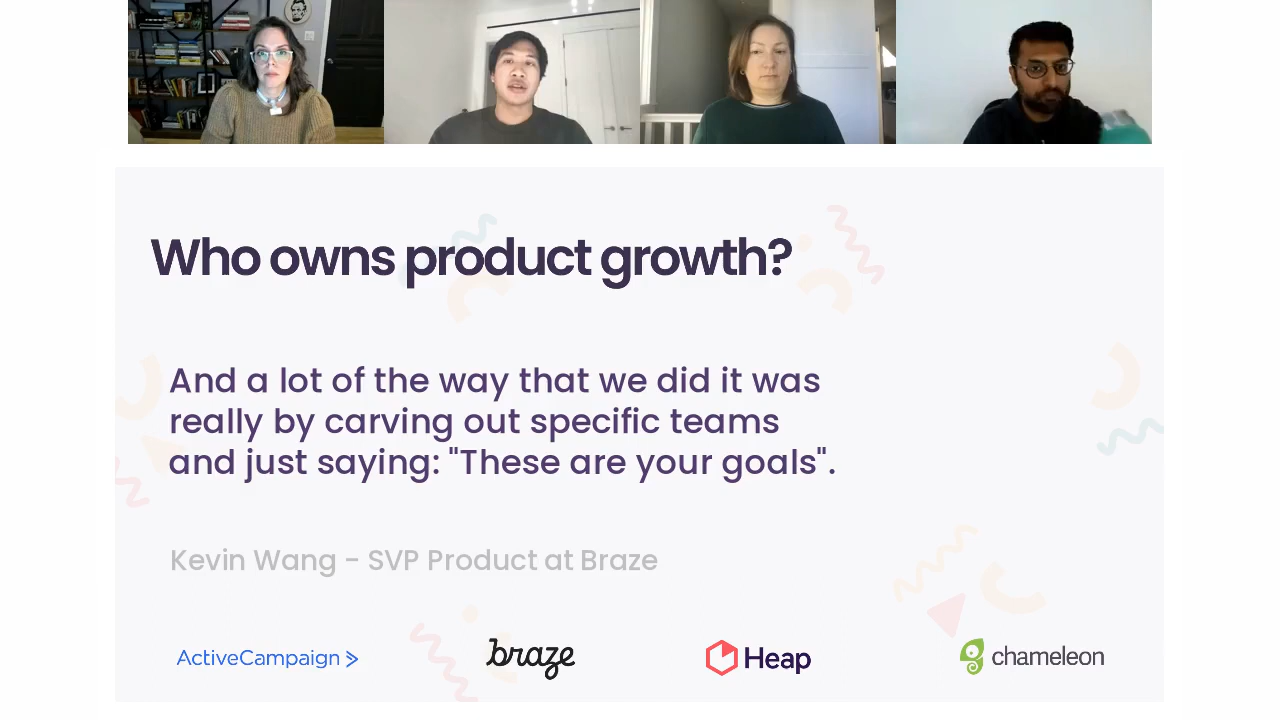 Who owns product growth?
And a lot of the way that we did it was
really by carving out specific teams
and just saying: "These are your goals".
Kevin Wang - SVP Product at Braze
ActiveCampaign
braze
Heap
chameleon